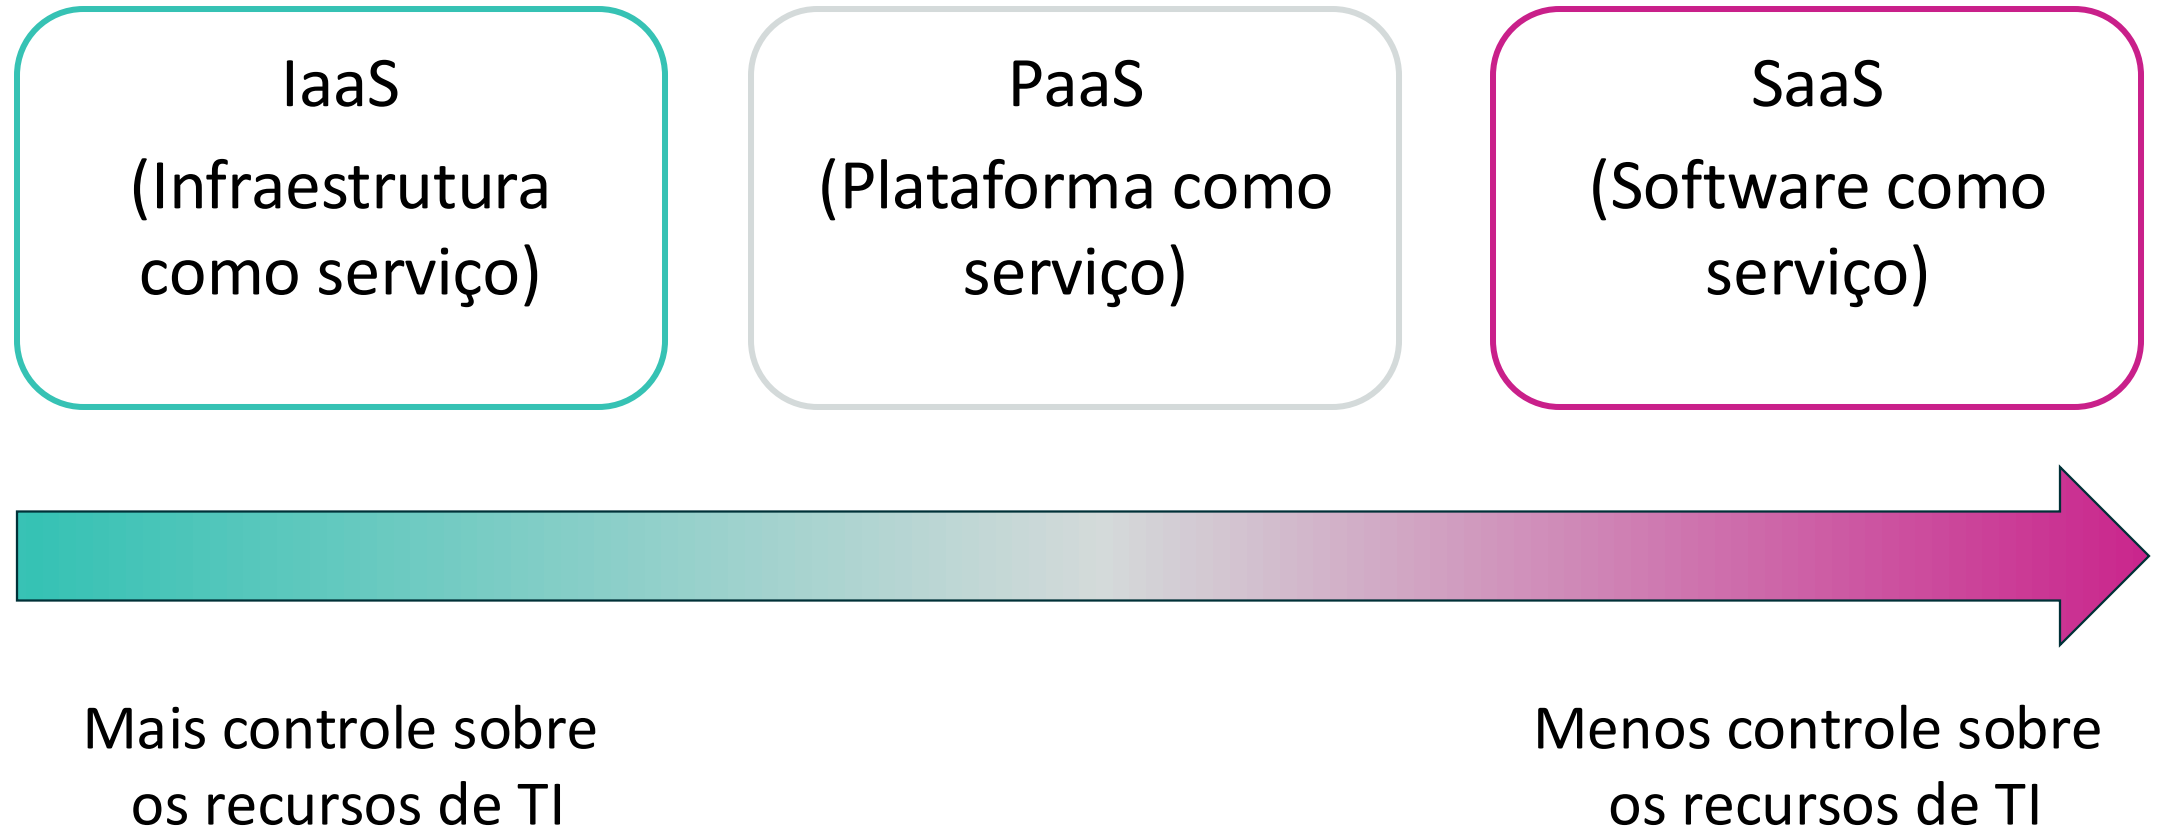 IaaS
(Infraestrutura
como serviço)
PaaS
(Plataforma como
serviço)
SaaS
(Software como
serviço)
Mais controle sobre
os recursos de TI
Menos controle sobre
os recursos de TI